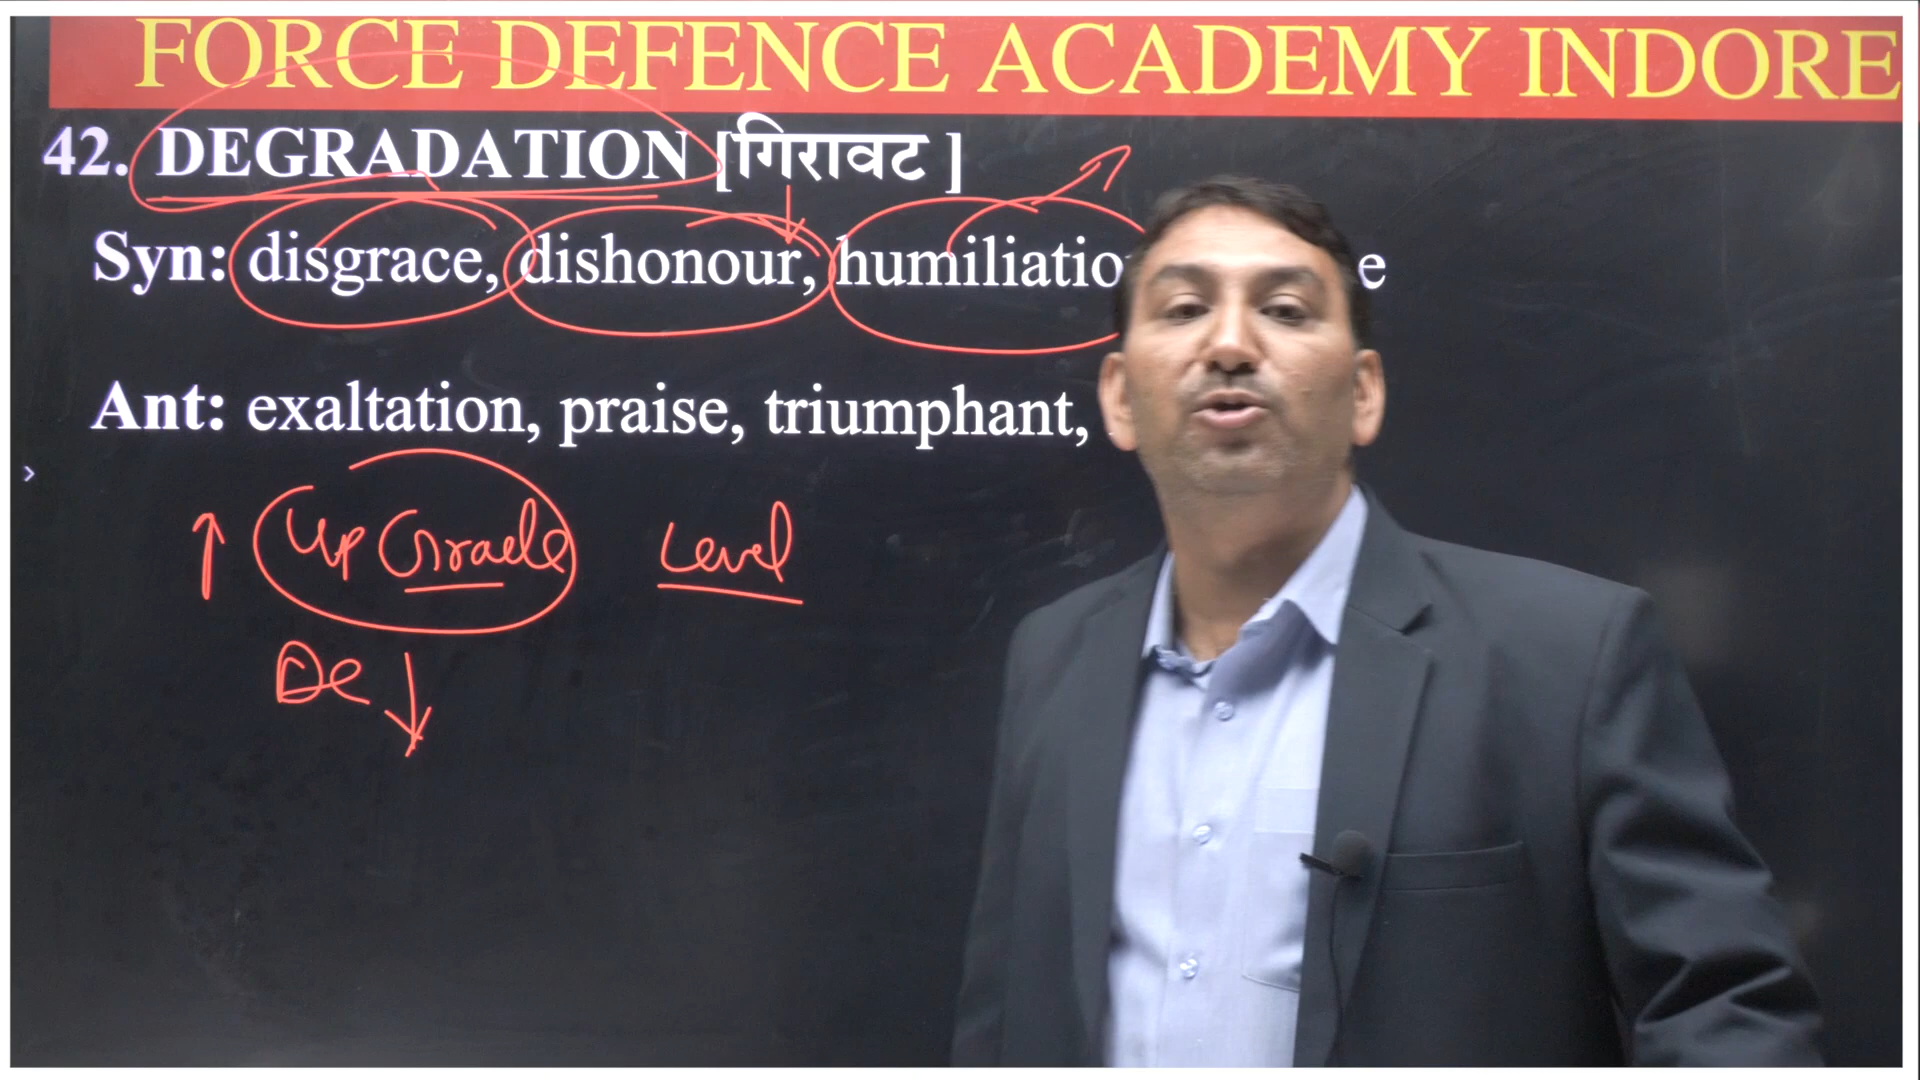 FORCE DEFENCE ACADEMY INDORE
42. DEGRADATION [गिरावट ]
Syn: disgrace, dishonour, humiliatio
Ant: exaltation, praise, triumphant,
Up Grade Level
De